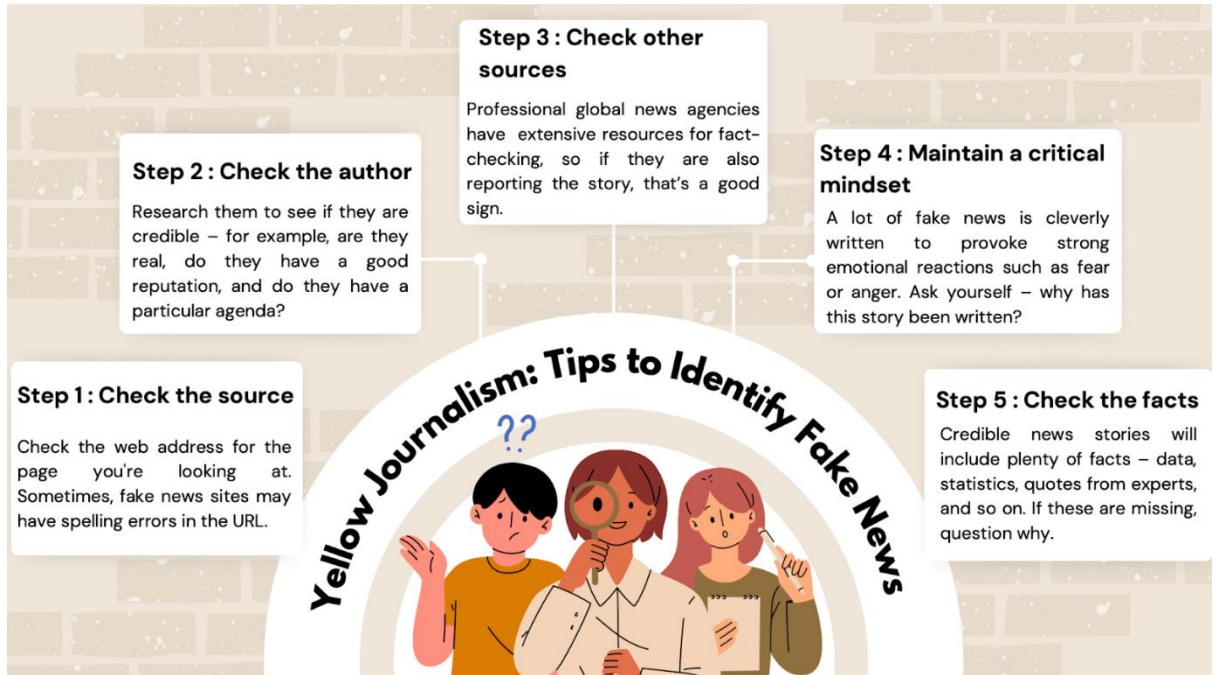 Yellow Journalism: Tips to Identify Fake News
??
Step 1 : Check the source
Check the web address for the
page you're looking at.
Sometimes, fake news sites may
have spelling errors in the URL.
Step 2 : Check the author
Research them to see if they are
credible – for example, are they
real, do they have a good
reputation, and do they have a
particular agenda?
Step 3 : Check other
sources
Professional global news agencies
have extensive resources for fact-
checking, so if they are also
reporting the story, that's a good
sign.
Step 4 : Maintain a critical
mindset
A lot of fake news is cleverly
written to provoke strong
emotional reactions such as fear
or anger. Ask yourself – why has
this story been written?
Step 5 : Check the facts
Credible news stories will
include plenty of facts – data,
statistics, quotes from experts,
and so on. If these are missing,
question why.